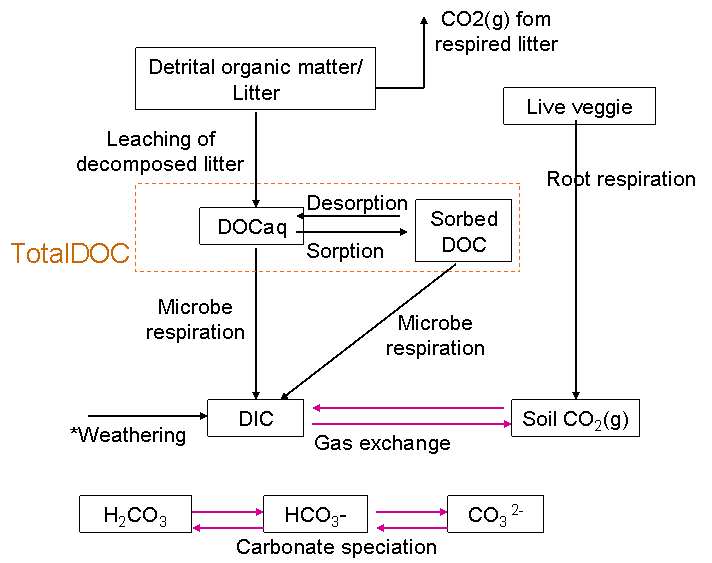 CO2(g) fom
respired litter
Detrital organic matter/
Litter
Live veggie
Leaching of
decomposed litter
Root respiration
Desorption
DOCaq
Sorbed
DOC
TotalDOC
Sorption
Microbe
respiration
Microbe
respiration
DIC
Soil CO₂(g)
*Weathering
Gas exchange
H₂CO₃
HCO₃-
CO₃ ²⁻
Carbonate speciation